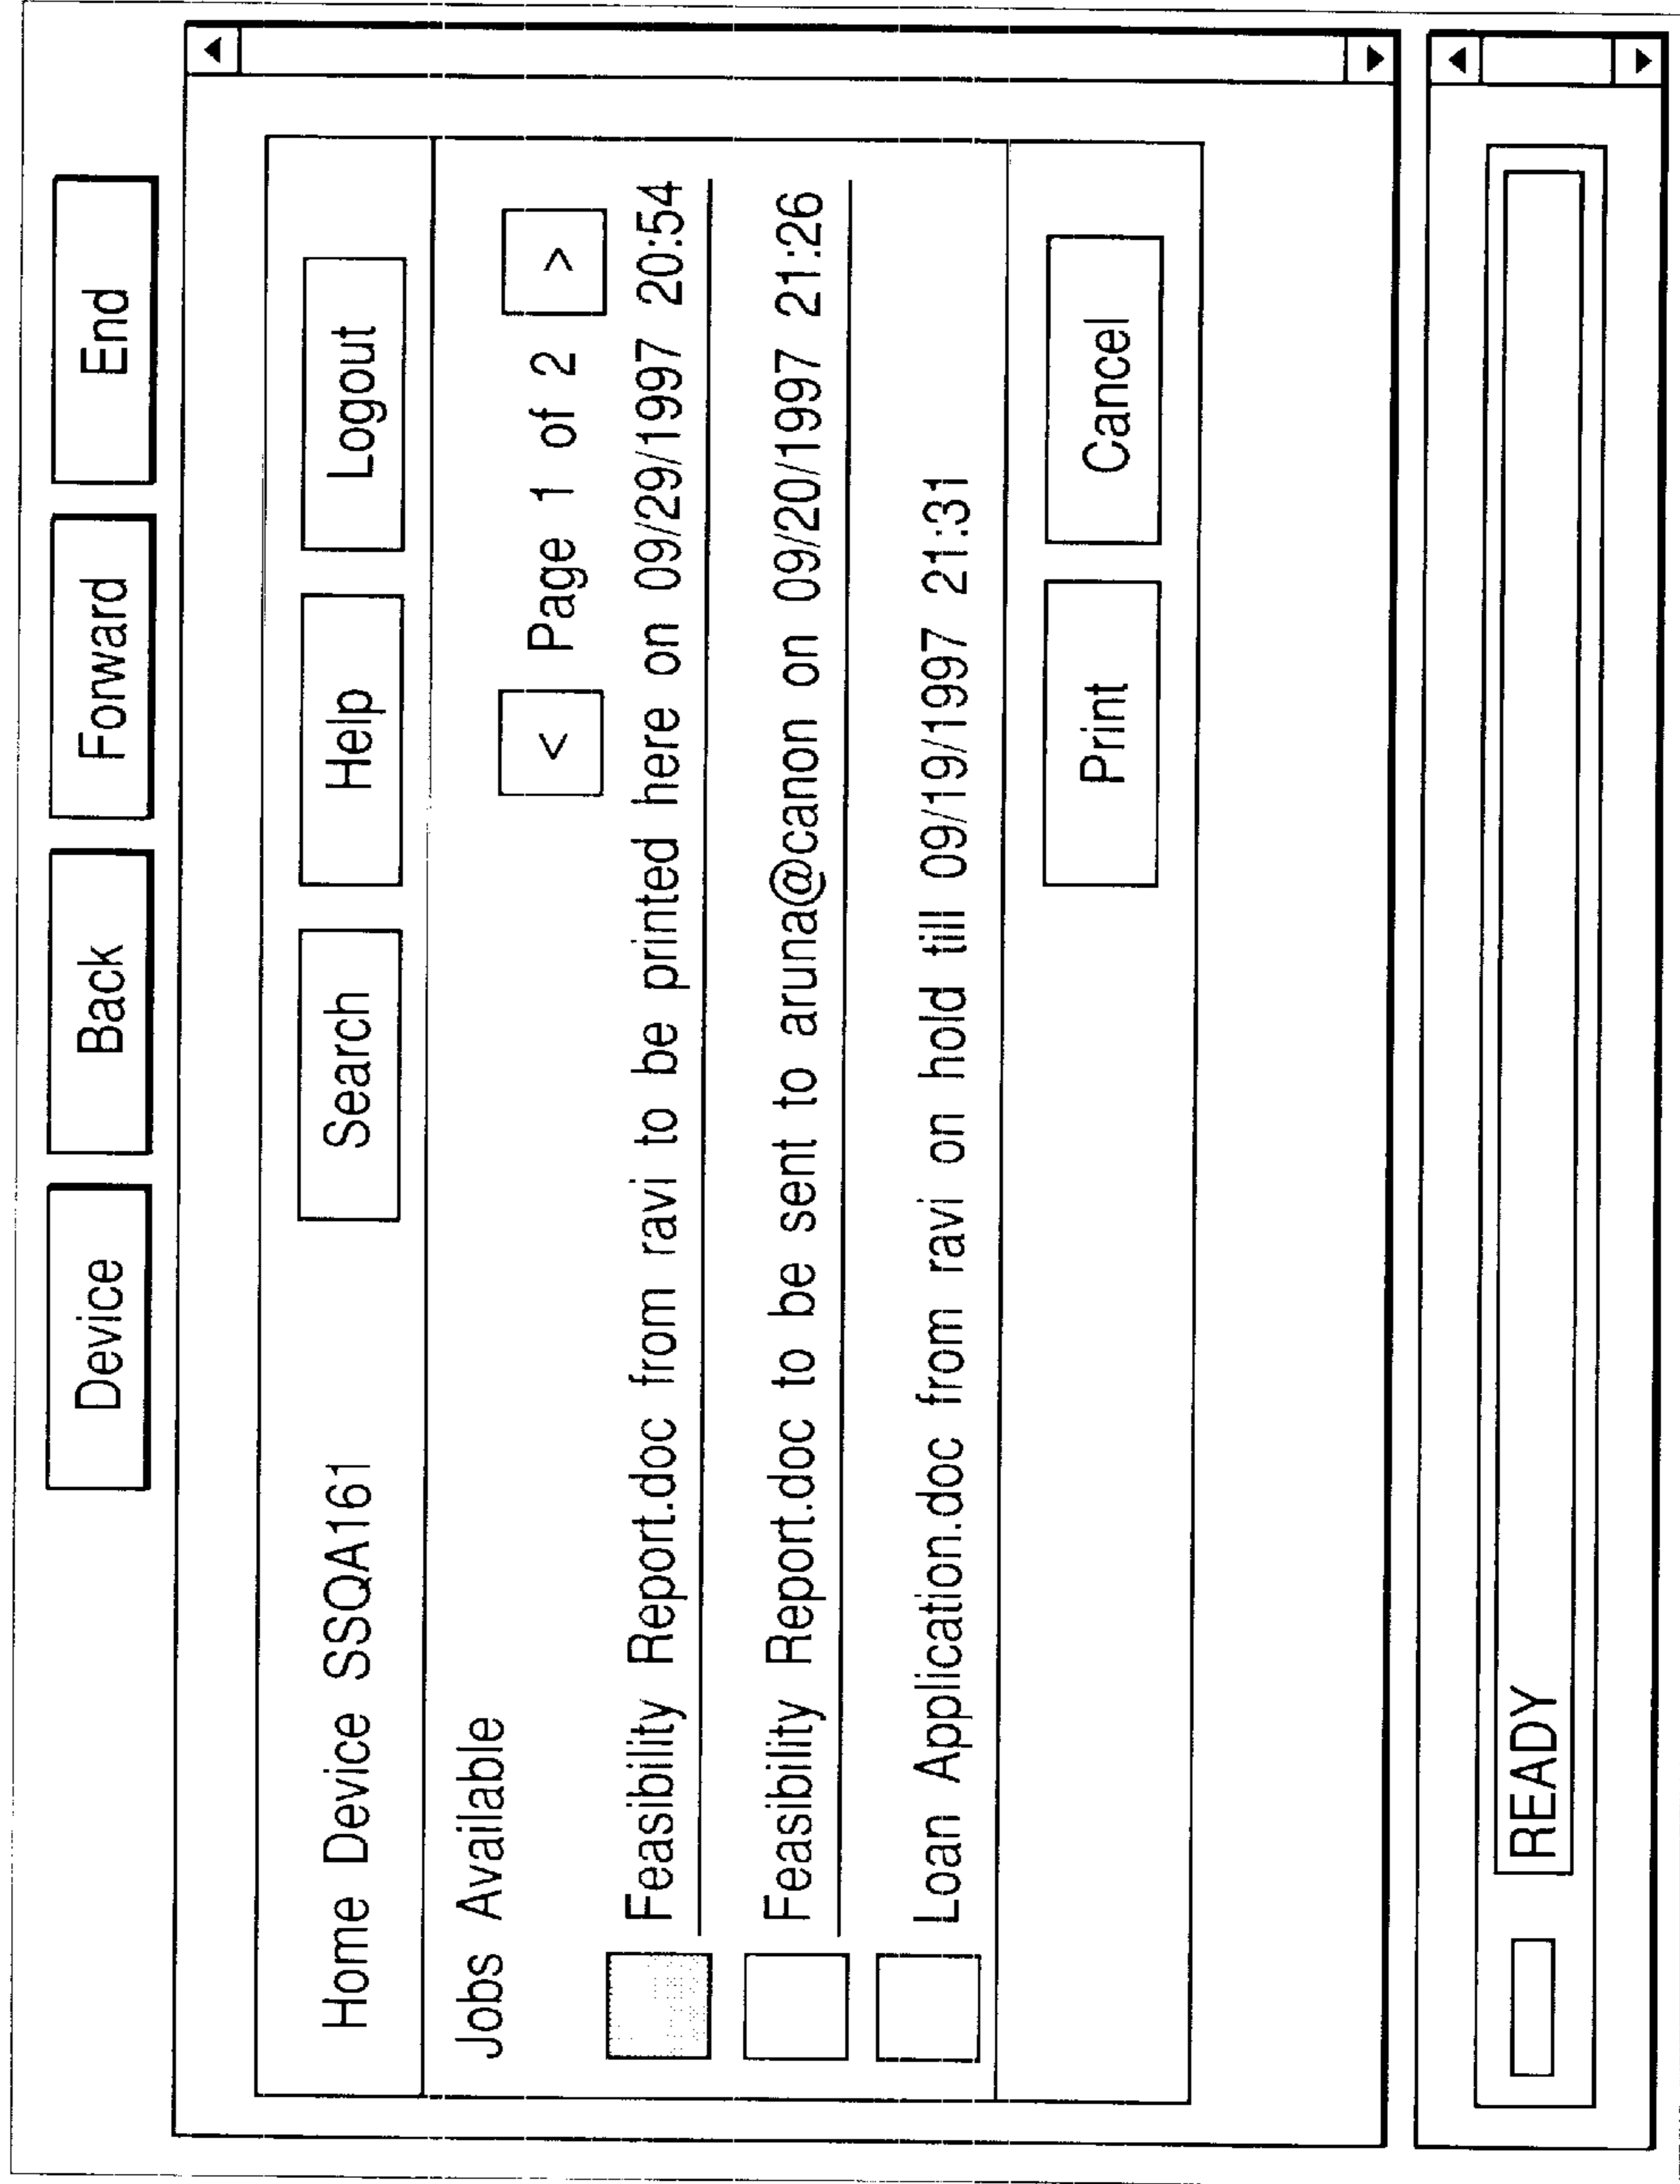 Device Back Forward End
Home Device SSQA161 Search Help Logout
Jobs Available
< Page 1 of 2 >
Feasibility Report.doc from ravi to be printed here on 09/29/1997 20:54
Feasibility Report.doc to be sent to aruna@canon on 09/20/1997 21:26
Loan Application.doc from ravi on hold till 09/19/1997 21:31
Print Cancel
READY